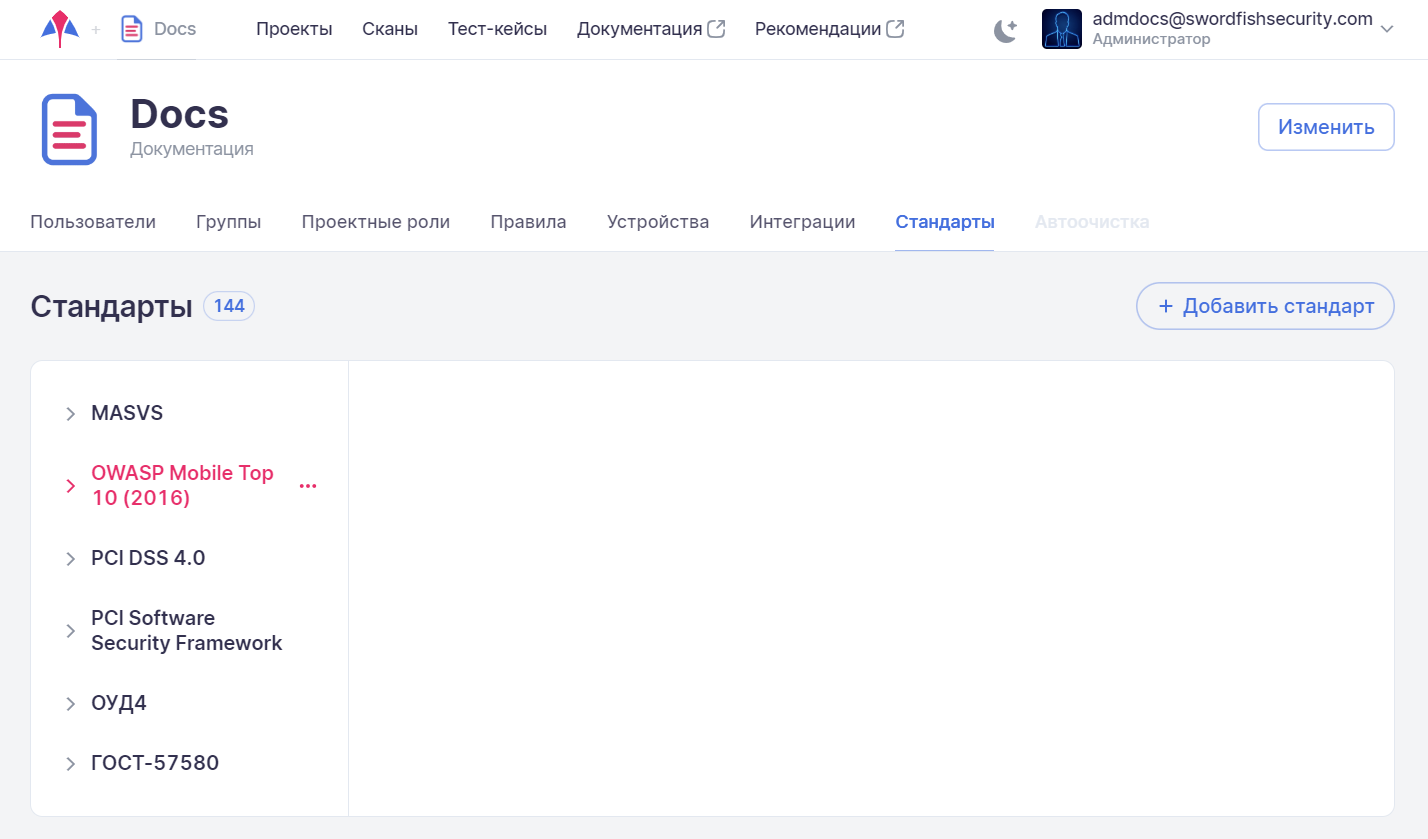 Docs
Проекты
Сканы
Тест-кейсы
Документация
Рекомендации
admdocs@swordfishsecurity.com
Администратор
Docs
Документация
Изменить
Пользователи
Группы
Проектные роли
Правила
Устройства
Интеграции
Стандарты
Автоочистка
Стандарты
144
+ Добавить стандарт
MASVS
OWASP Mobile Top
10 (2016)
PCI DSS 4.0
PCI Software
Security Framework
ОУД4
ГОСТ-57580